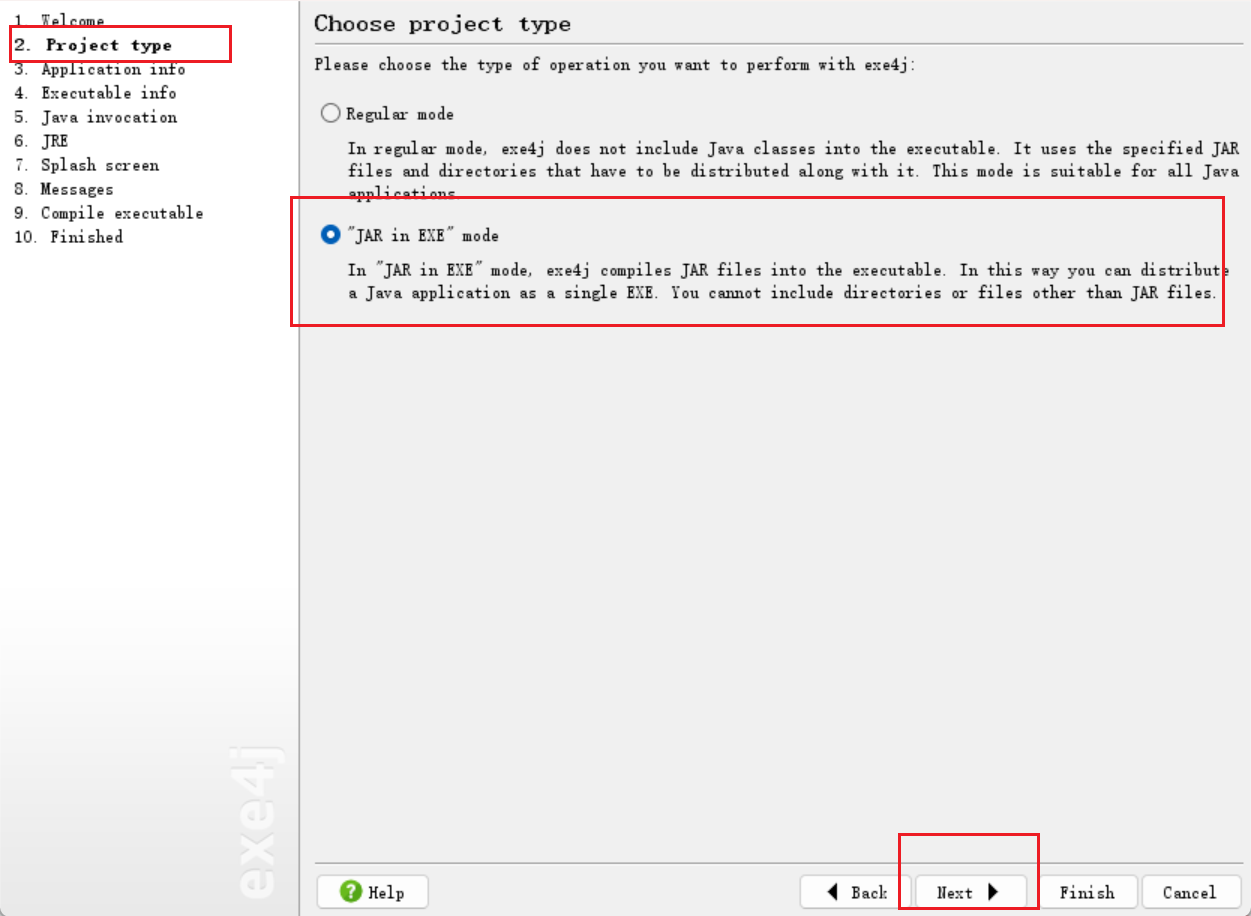 1. Welcome
2. Project type
3. Application info
4. Executable info
5. Java invocation
6. JRE
7. Splash screen
8. Messages
9. Compile executable
10. Finished
exe4j
Choose project type
Please choose the type of operation you want to perform with exe4j:
Regular mode
In regular mode, exe4j does not include Java classes into the executable. It uses the specified JAR
files and directories that have to be distributed along with it. This mode is suitable for all Java
applications.
"JAR in EXE" mode
In "JAR in EXE" mode, exe4j compiles JAR files into the executable. In this way you can distribute
a Java application as a single EXE. You cannot include directories or files other than JAR files.
Help Back Next Finish Cancel